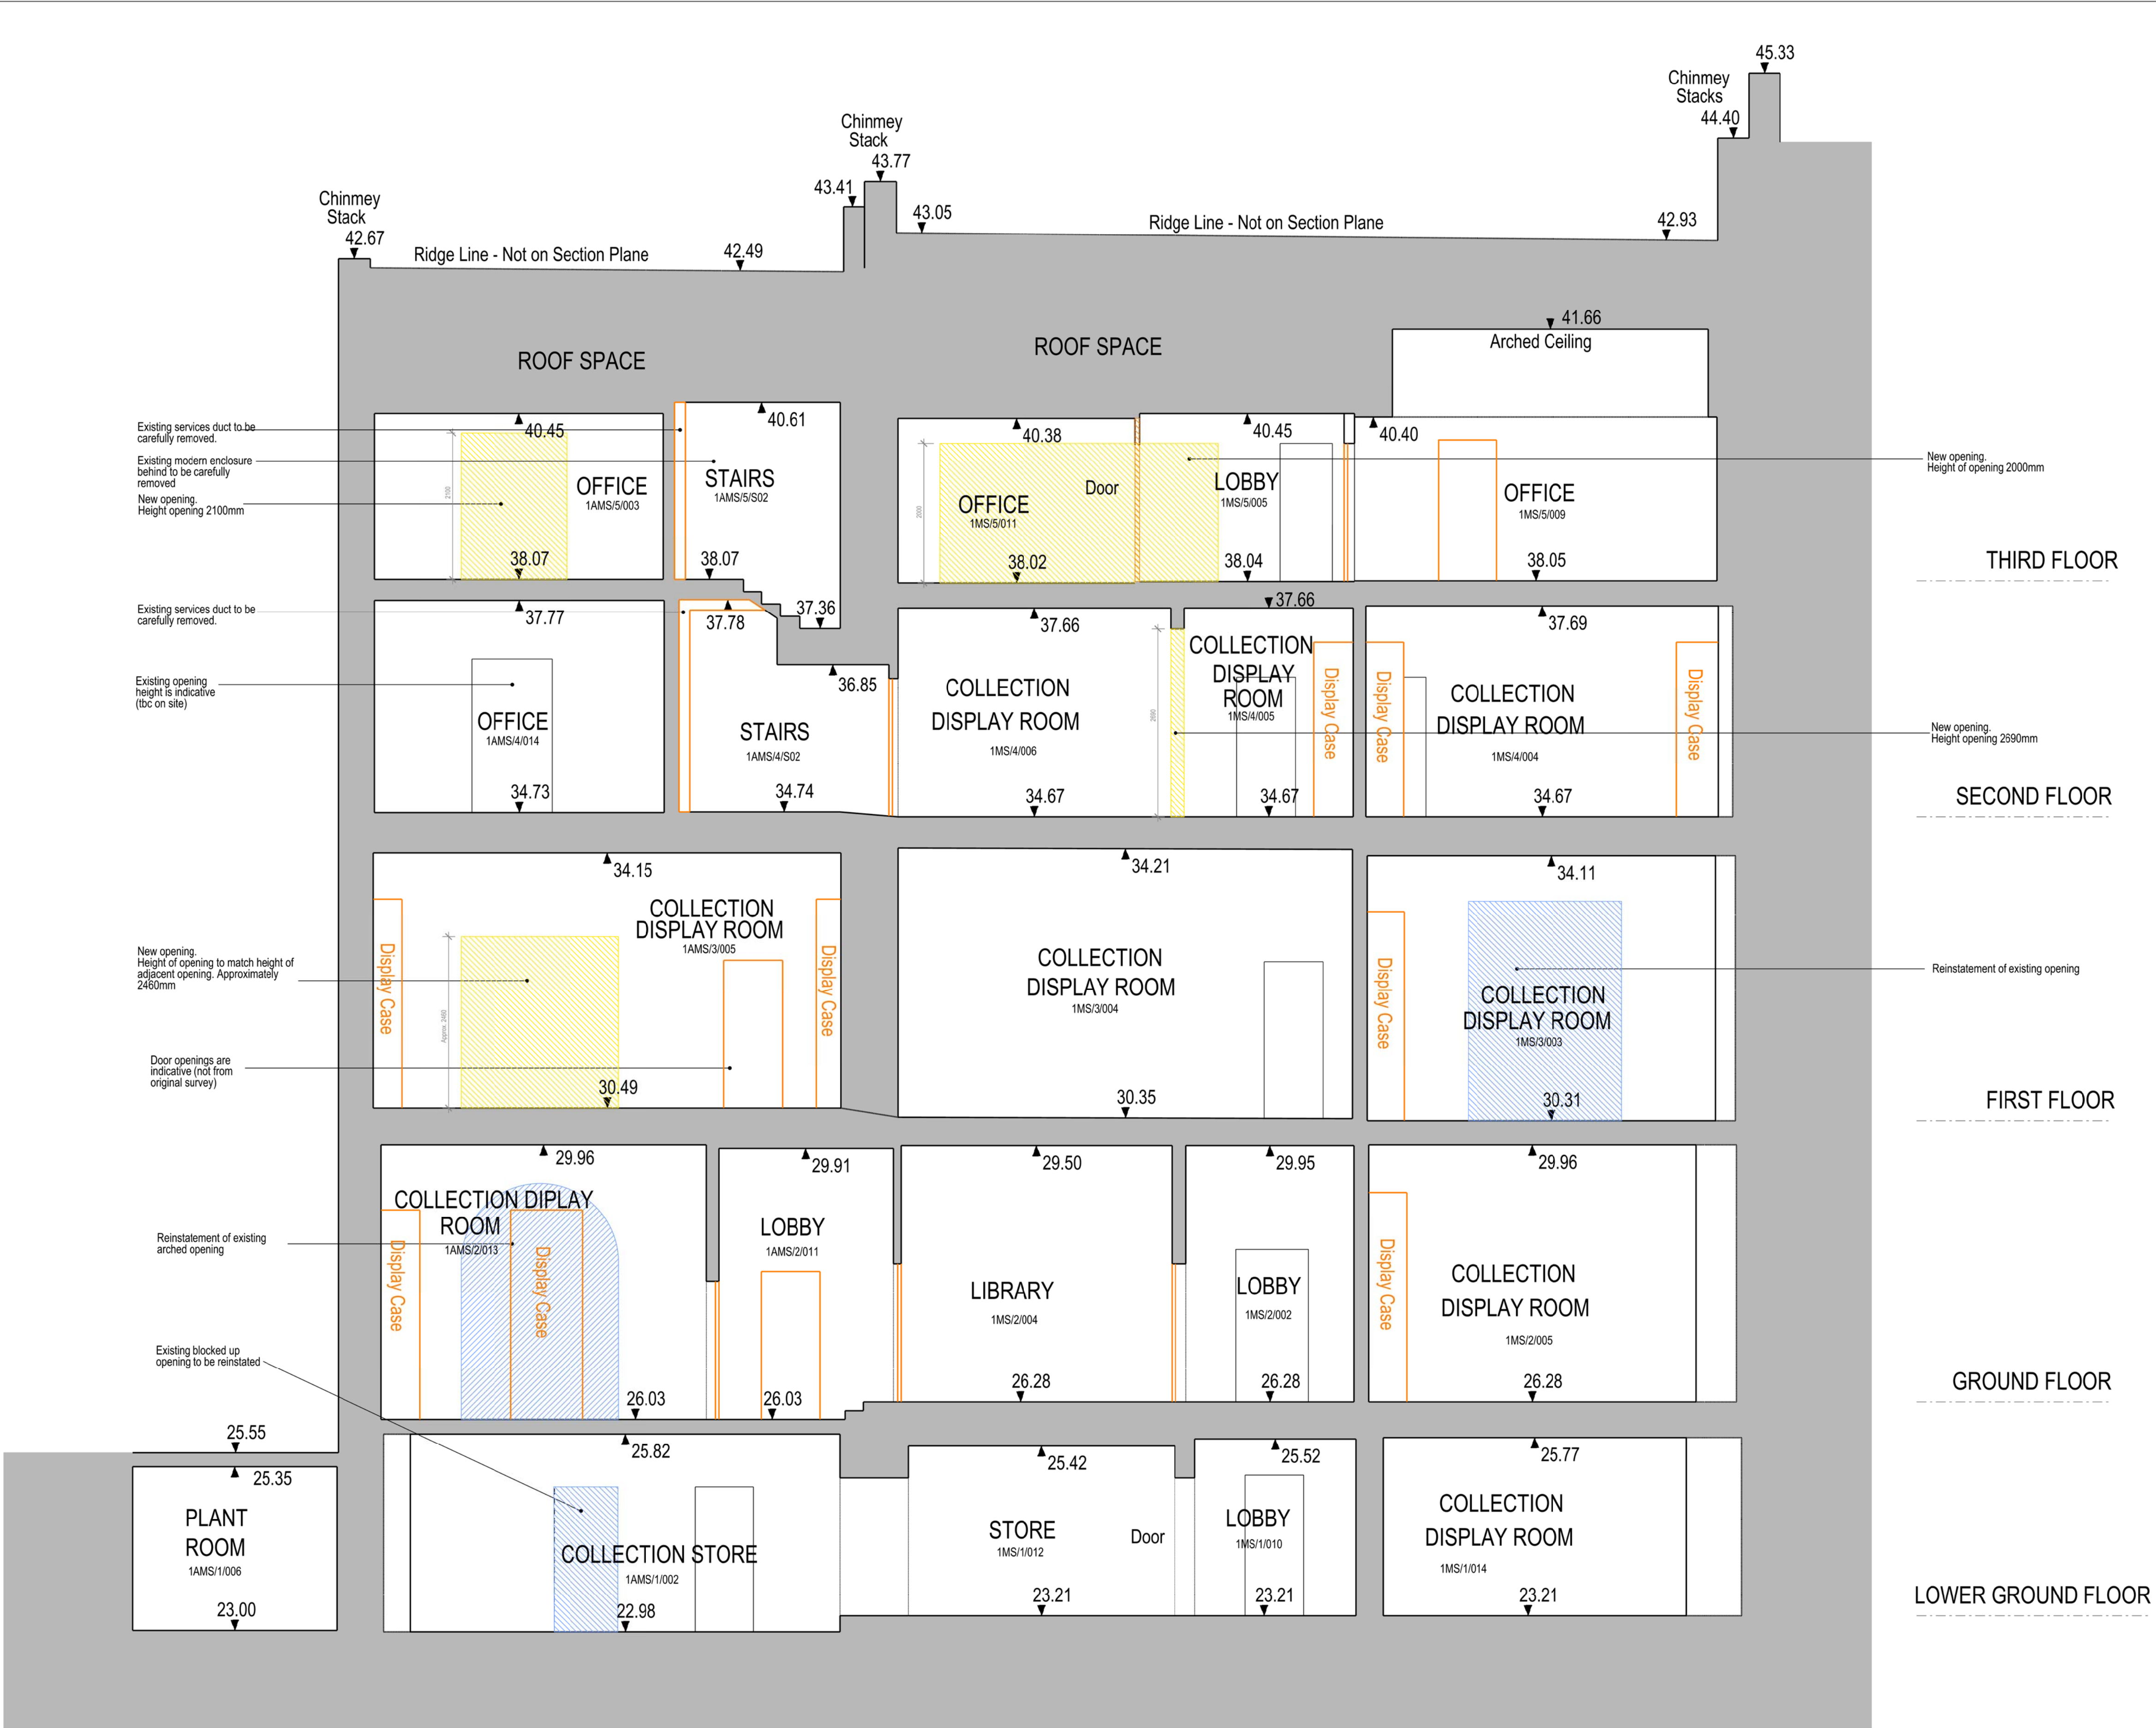 45.33
Chinmey
Stacks
44.40
Chinmey
Stack
43.77
43.41
43.05
Ridge Line - Not on Section Plane
42.93
Chinmey
Stack
42.67
Ridge Line - Not on Section Plane
42.49
ROOF SPACE
ROOF SPACE
41.66
Arched Ceiling
Existing services duct to be
carefully removed.
Existing modern enclosure
behind to be carefully
removed
New opening.
Height opening 2100mm
2100
40.45
OFFICE
1AMS/5/003
38.07
40.61
STAIRS
1AMS/5/S02
38.07
37.36
2000
40.38
OFFICE
1MS/5/011
Door
38.02
40.45
LOBBY
1MS/5/005
38.04
40.40
OFFICE
1MS/5/009
38.05
New opening.
Height of opening 2000mm
THIRD FLOOR
Existing services duct to be
carefully removed.
Existing opening
height is indicative
(tbc on site)
37.77
OFFICE
1AMS/4/014
34.73
37.78
36.85
STAIRS
1AMS/4/S02
34.74
37.66
COLLECTION
DISPLAY ROOM
1MS/4/006
34.67
2690
37.66
COLLECTION
DISPLAY
ROOM
1MS/4/005
34.67
Display Case
Display Case
37.69
COLLECTION
DISPLAY ROOM
1MS/4/004
34.67
Display Case
New opening.
Height opening 2690mm
SECOND FLOOR
New opening.
Height of opening to match height of
adjacent opening. Approximately
2460mm
Door openings are
indicative (not from
original survey)
Display Case
Approx. 2460
34.15
COLLECTION
DISPLAY ROOM
1AMS/3/005
30.49
Display Case
34.21
COLLECTION
DISPLAY ROOM
1MS/3/004
30.35
Display Case
34.11
COLLECTION
DISPLAY ROOM
1MS/3/003
30.31
Reinstatement of existing opening
FIRST FLOOR
Reinstatement of existing
arched opening
29.96
COLLECTION DIPLAY
ROOM
1AMS/2/013
Display Case
Display Case
26.03
29.91
LOBBY
1AMS/2/011
26.03
29.50
LIBRARY
1MS/2/004
26.28
29.95
LOBBY
1MS/2/002
26.28
Display Case
29.96
COLLECTION
DISPLAY ROOM
1MS/2/005
26.28
GROUND FLOOR
Existing blocked up
opening to be reinstated
25.55
25.35
PLANT
ROOM
1AMS/1/006
23.00
25.82
COLLECTION STORE
1AMS/1/002
22.98
25.42
STORE
1MS/1/012
Door
23.21
25.52
LOBBY
1MS/1/010
23.21
25.77
COLLECTION
DISPLAY ROOM
1MS/1/014
23.21
LOWER GROUND FLOOR